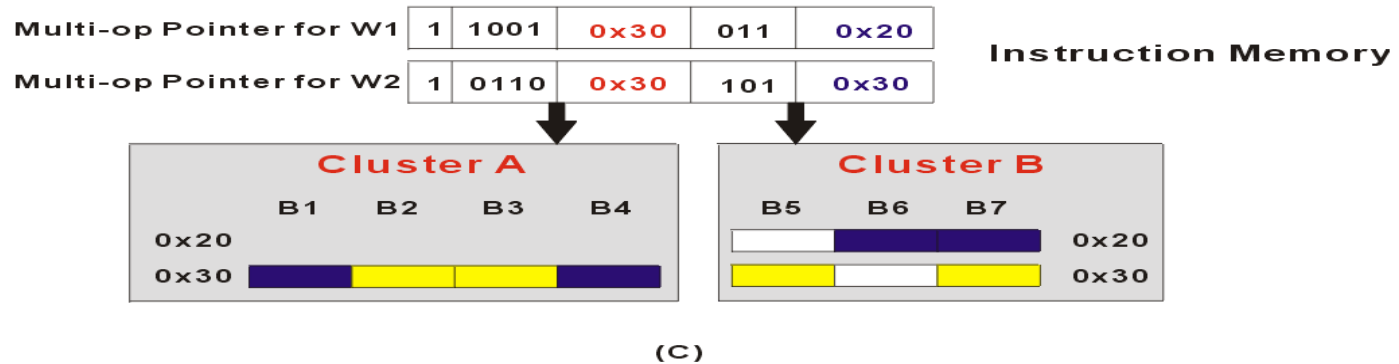 Multi-op Pointer for W1 1 1001 0x30 011 0x20
Instruction Memory
Multi-op Pointer for W2 1 0110 0x30 101 0x30
Cluster A Cluster B
B1 B2 B3 B4 B5 B6 B7
0x20 0x20
0x30 0x30
(C)